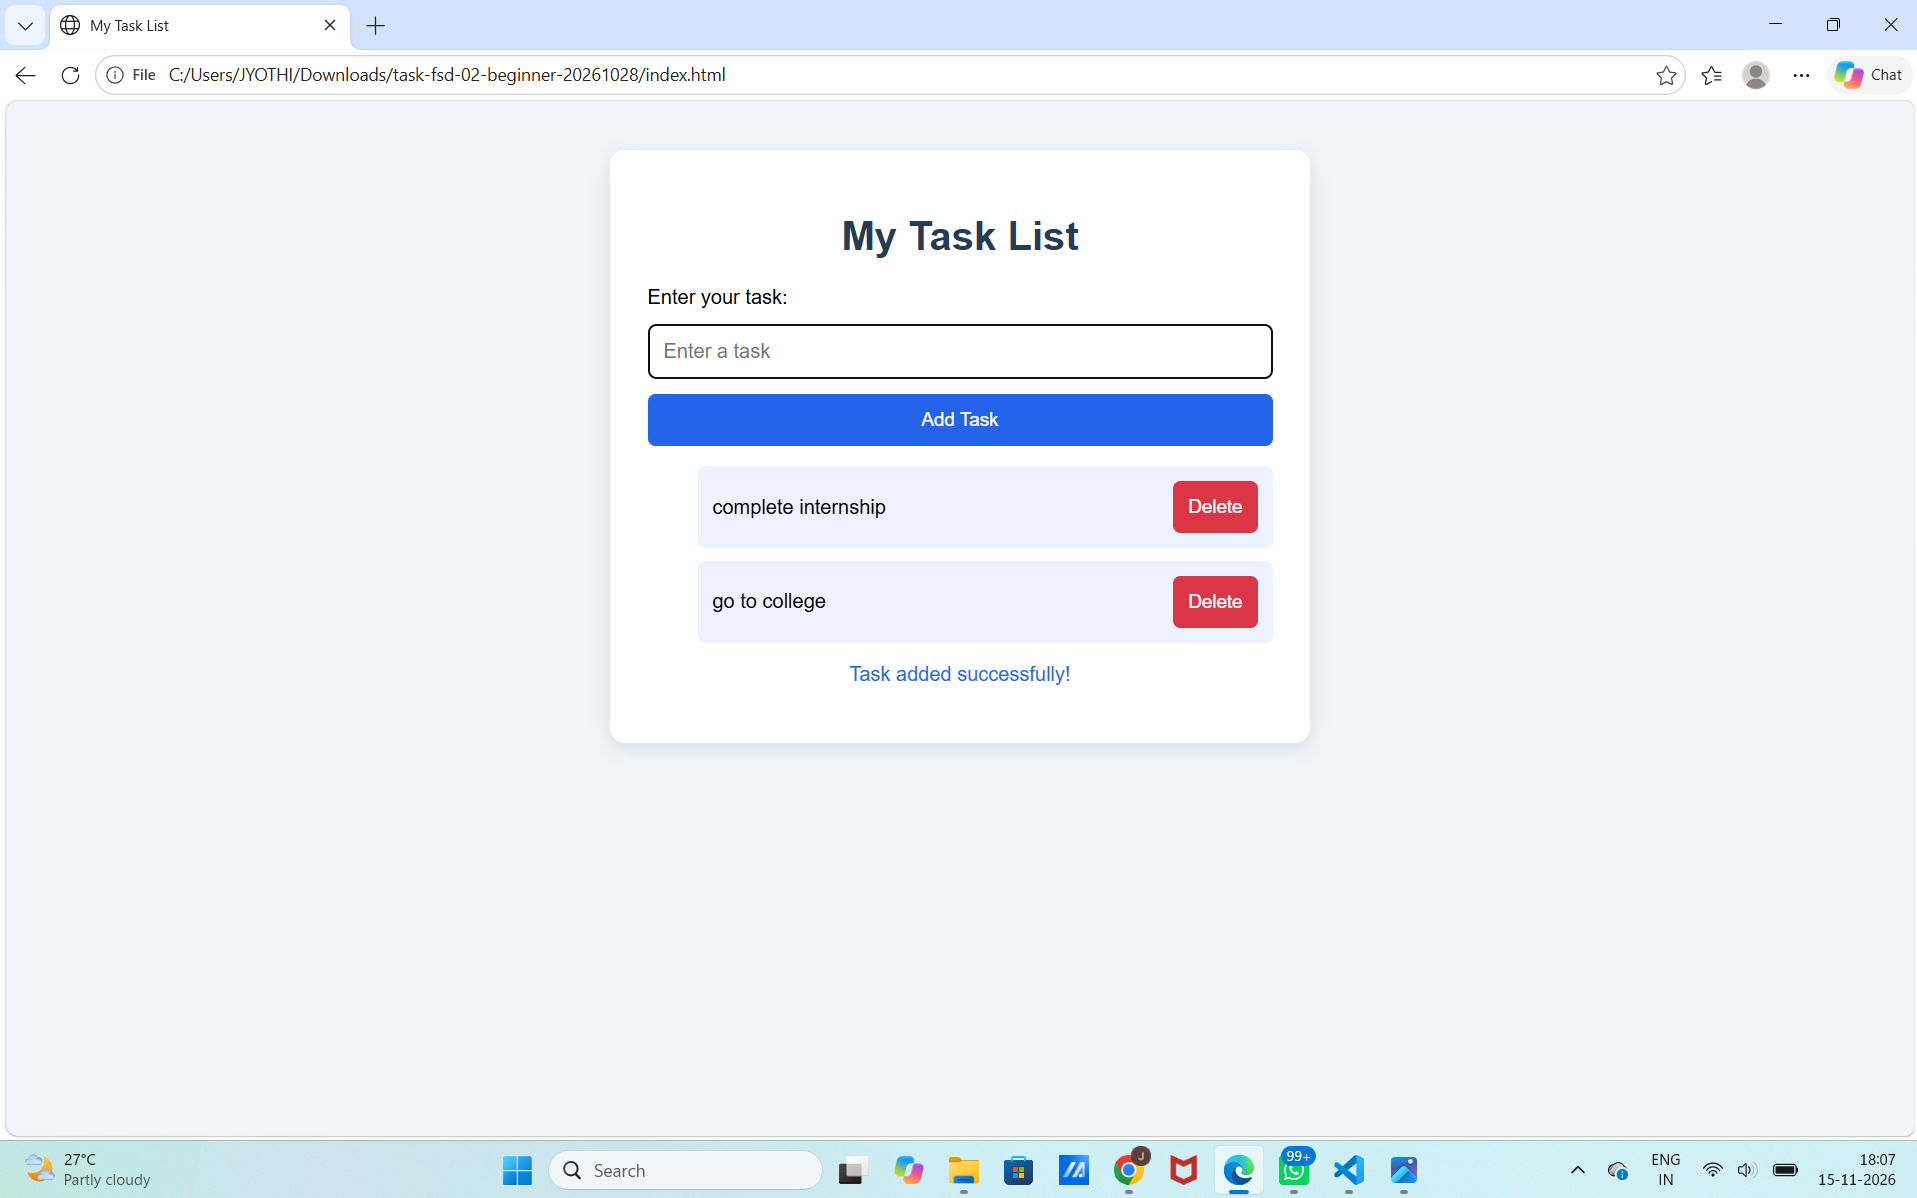 My Task List
File C:/Users/JYOTHI/Downloads/task-fsd-02-beginner-20261028/index.html
Chat
My Task List
Enter your task:
Enter a task
Add Task
complete internship
Delete
go to college
Delete
Task added successfully!
27°C
Partly cloudy
Search
J
99+
ENG
IN
18:07
15-11-2026